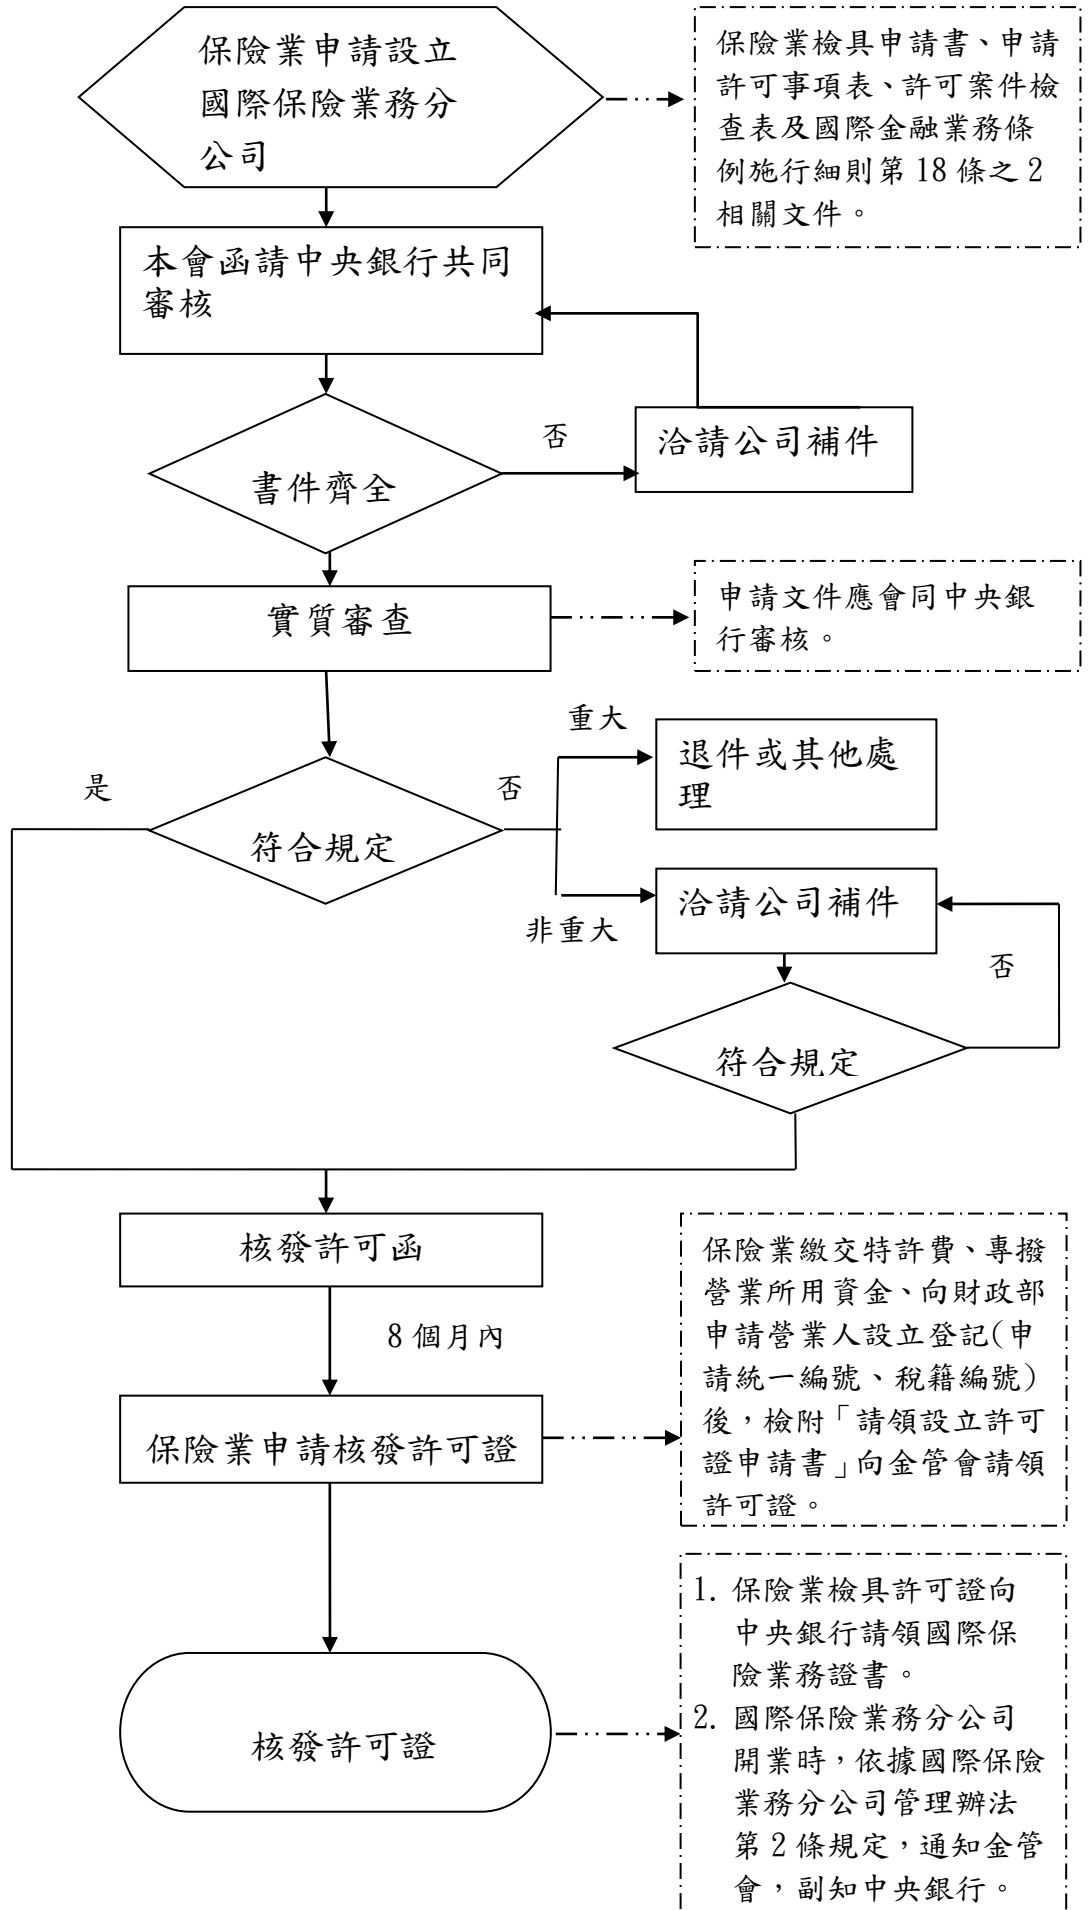 保險業申請設立
國際保險業務分
公司
保險業檢具申請書、申請
許可事項表、許可案件檢
查表及國際金融業務條
例施行細則第 18 條之 2
相關文件。
本會函請中央銀行共同
審核
書件齊全
否
洽請公司補件
實質審查
申請文件應會同中央銀
行審核。
符合規定
是
否
重大
退件或其他處
理
非重大
洽請公司補件
否
符合規定
核發許可函
8 個月內
保險業申請核發許可證
保險業繳交特許費、專撥
營業所用資金、向財政部
申請營業人設立登記(申
請統一編號、稅籍編號)
後，檢附「請領設立許可
證申請書」向金管會請領
許可證。
核發許可證
1. 保險業檢具許可證向
中央銀行請領國際保
險業務證書。
2. 國際保險業務分公司
開業時，依據國際保險
業務分公司管理辦法
第 2 條規定，通知金管
會，副知中央銀行。